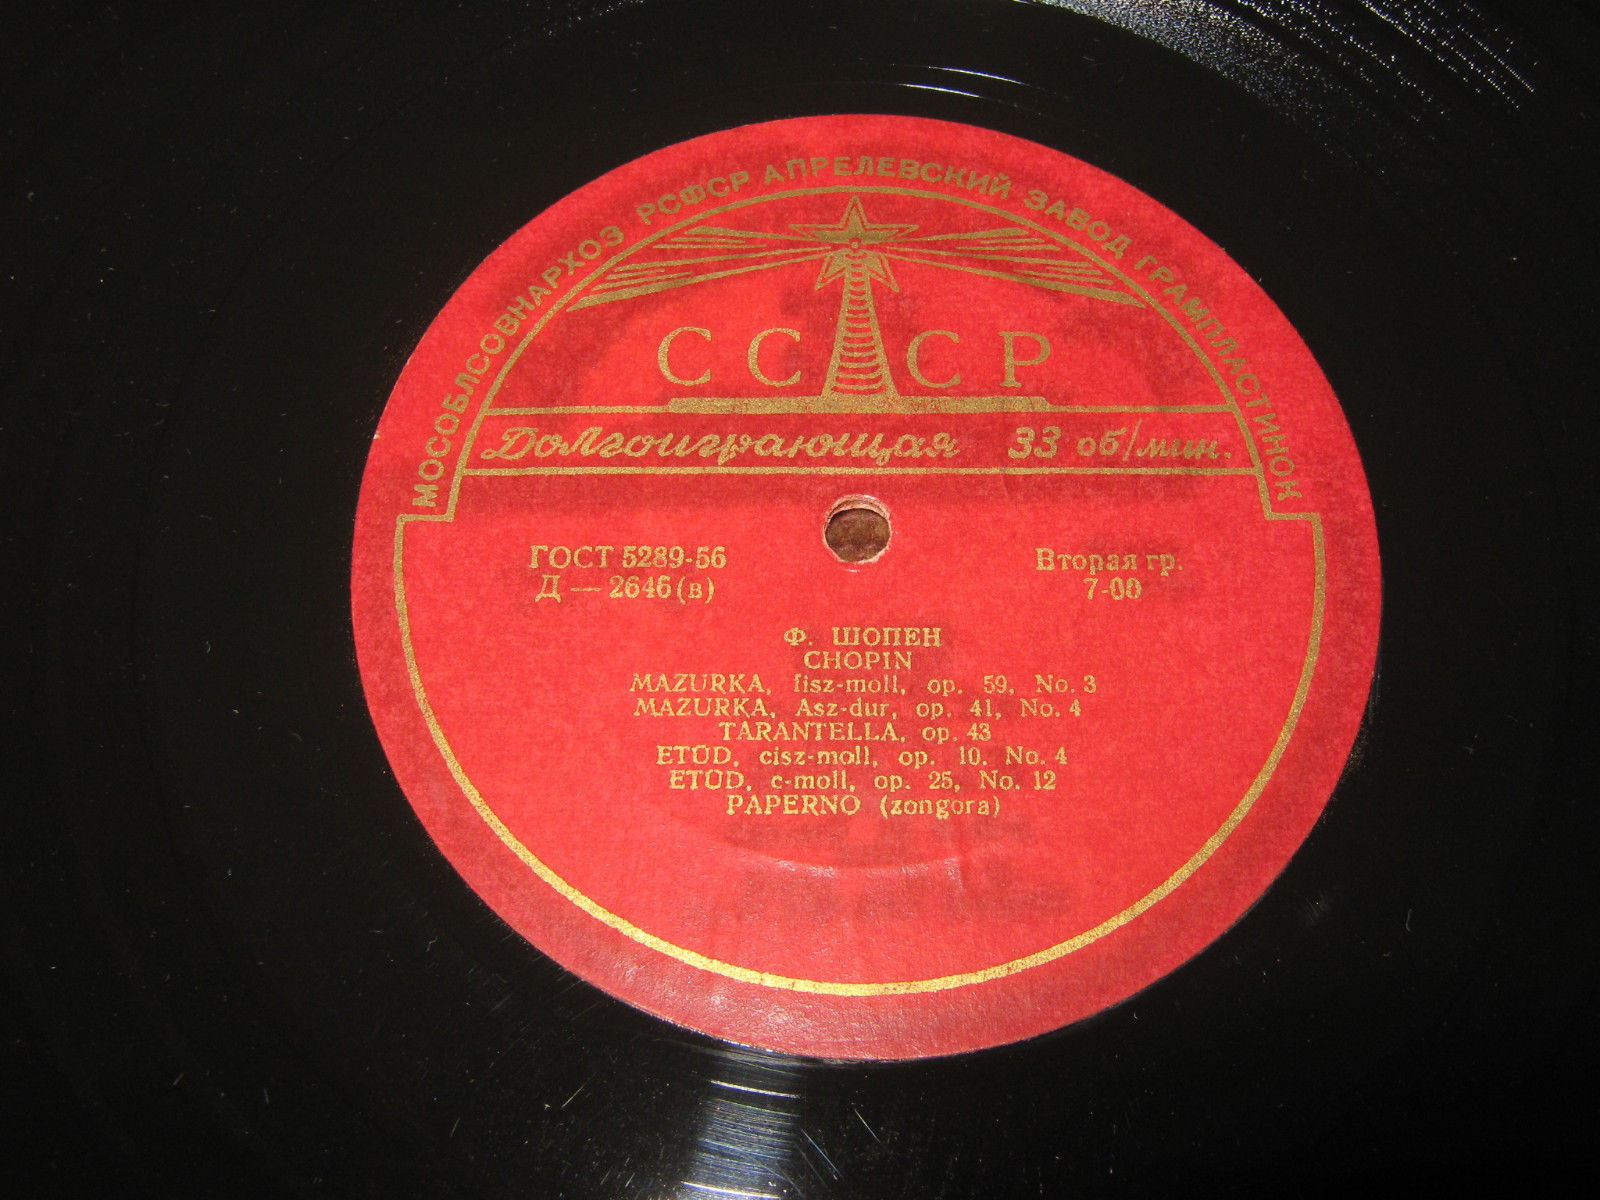 МОСОБЛСОВНАРХОЗ РСФСР АПРЕЛЕВСКИЙ ЗАВОД ГРАМПЛАСТИНОК
СССР
Долгоиграющая 33 об/мин.
ГОСТ 5289-56
Д — 2646 (в)
Вторая гр.
7-00
Ф. ШОПЕН
CHOPIN
MAZURKA, fisz-moll, op. 59, No. 3
MAZURKA, Asz-dur, op. 41, No. 4
TARANTELLA, op. 43
ETÜD, cisz-moll, op. 10. No. 4
ETÜD, c-moll, op. 25, No. 12
PAPERNO (zongora)